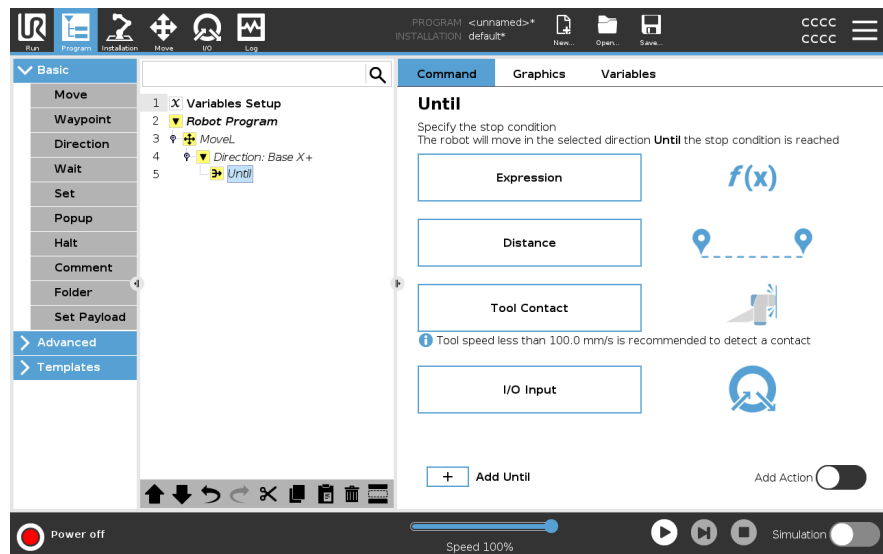 UR
PROGRAM <unnamed>*
INSTALLATION default*
CCCC
CCCC
Run
Program
Installation
Move
I/O
Log
New...
Open...
Save...
Basic
Move
Waypoint
Direction
Wait
Set
Popup
Halt
Comment
Folder
Set Payload
Advanced
Templates
1 X Variables Setup
2 Robot Program
3 MoveL
4 Direction: Base X+
5 Until
Command Graphics Variables
Until
Specify the stop condition
The robot will move in the selected direction Until the stop condition is reached
Expression
f(x)
Distance
Tool Contact
Tool speed less than 100.0 mm/s is recommended to detect a contact
I/O Input
+ Add Until
Add Action
Power off
Speed 100%
Simulation